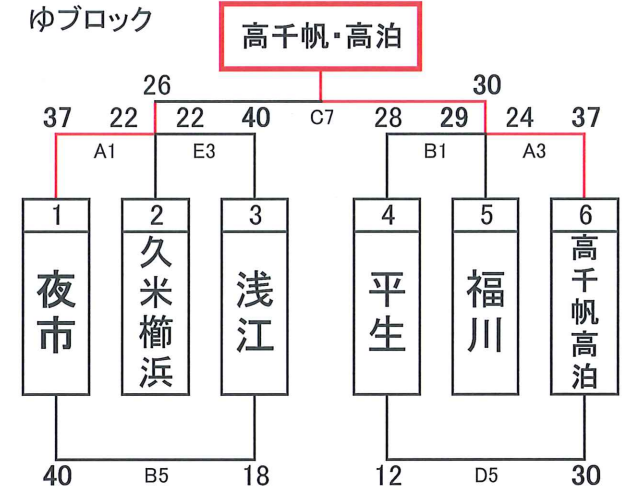 ゆブロック
高千帆・高泊
26 30
C7
37 22 22 40 28 29 24 37
A1 E3 B1 A3
1 2 3 4 5 6
夜市
久米櫛浜
浅江
平生
福川
高千帆高泊
40 B5 18 12 D5 30